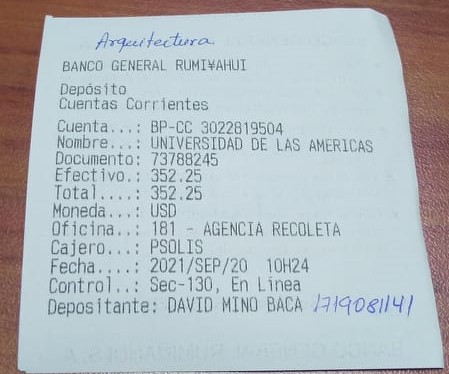 Arquitectura
BANCO GENERAL RUMI¥AHUI
Depósito
Cuentas Corrientes
Cuenta...: BP-CC 3022819504
Nombre...: UNIVERSIDAD DE LAS AMERICAS
Documento: 73788245
Efectivo.: 352.25
Total....: 352.25
Moneda...: USD
Oficina..: 181 - AGENCIA RECOLETA
Cajero...: PSOLIS
Fecha....: 2021/SEP/20 10H24
Control..: Sec-130, En Línea
Depositante: DAVID MINO BACA 1719081141